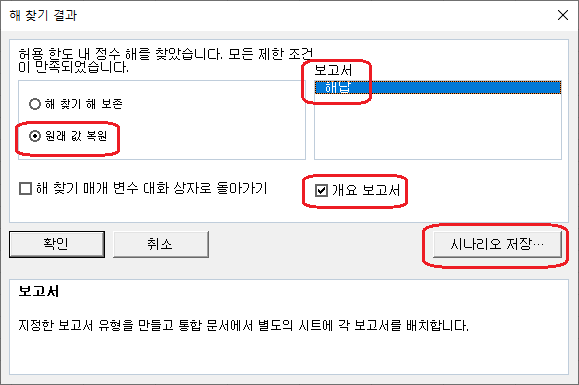 해 찾기 결과
허용 한도 내 정수 해를 찾았습니다. 모든 제한 조건
이 만족되었습니다.
보고서
해답
해 찾기 해 보존
원래 값 복원
해 찾기 매개 변수 대화 상자로 돌아가기
개요 보고서
확인
취소
시나리오 저장...
보고서
지정한 보고서 유형을 만들고 통합 문서에서 별도의 시트에 각 보고서를 배치합니다.